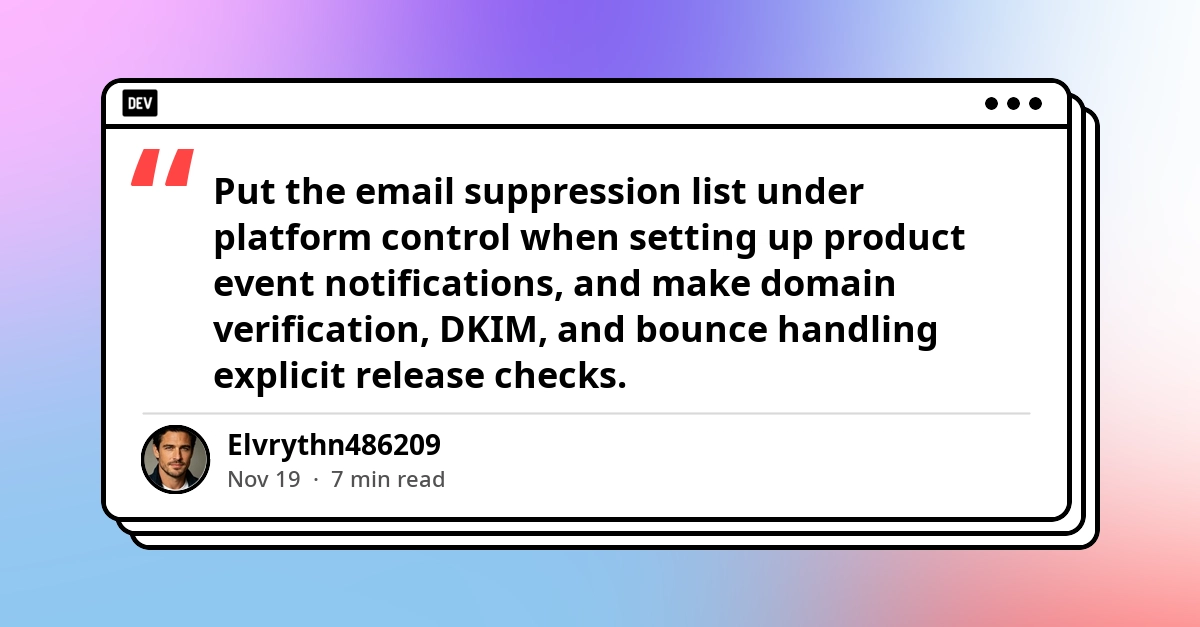 DEV
Put the email suppression list under
platform control when setting up product
event notifications, and make domain
verification, DKIM, and bounce handling
explicit release checks.
Elvrythn486209
Nov 19 · 7 min read